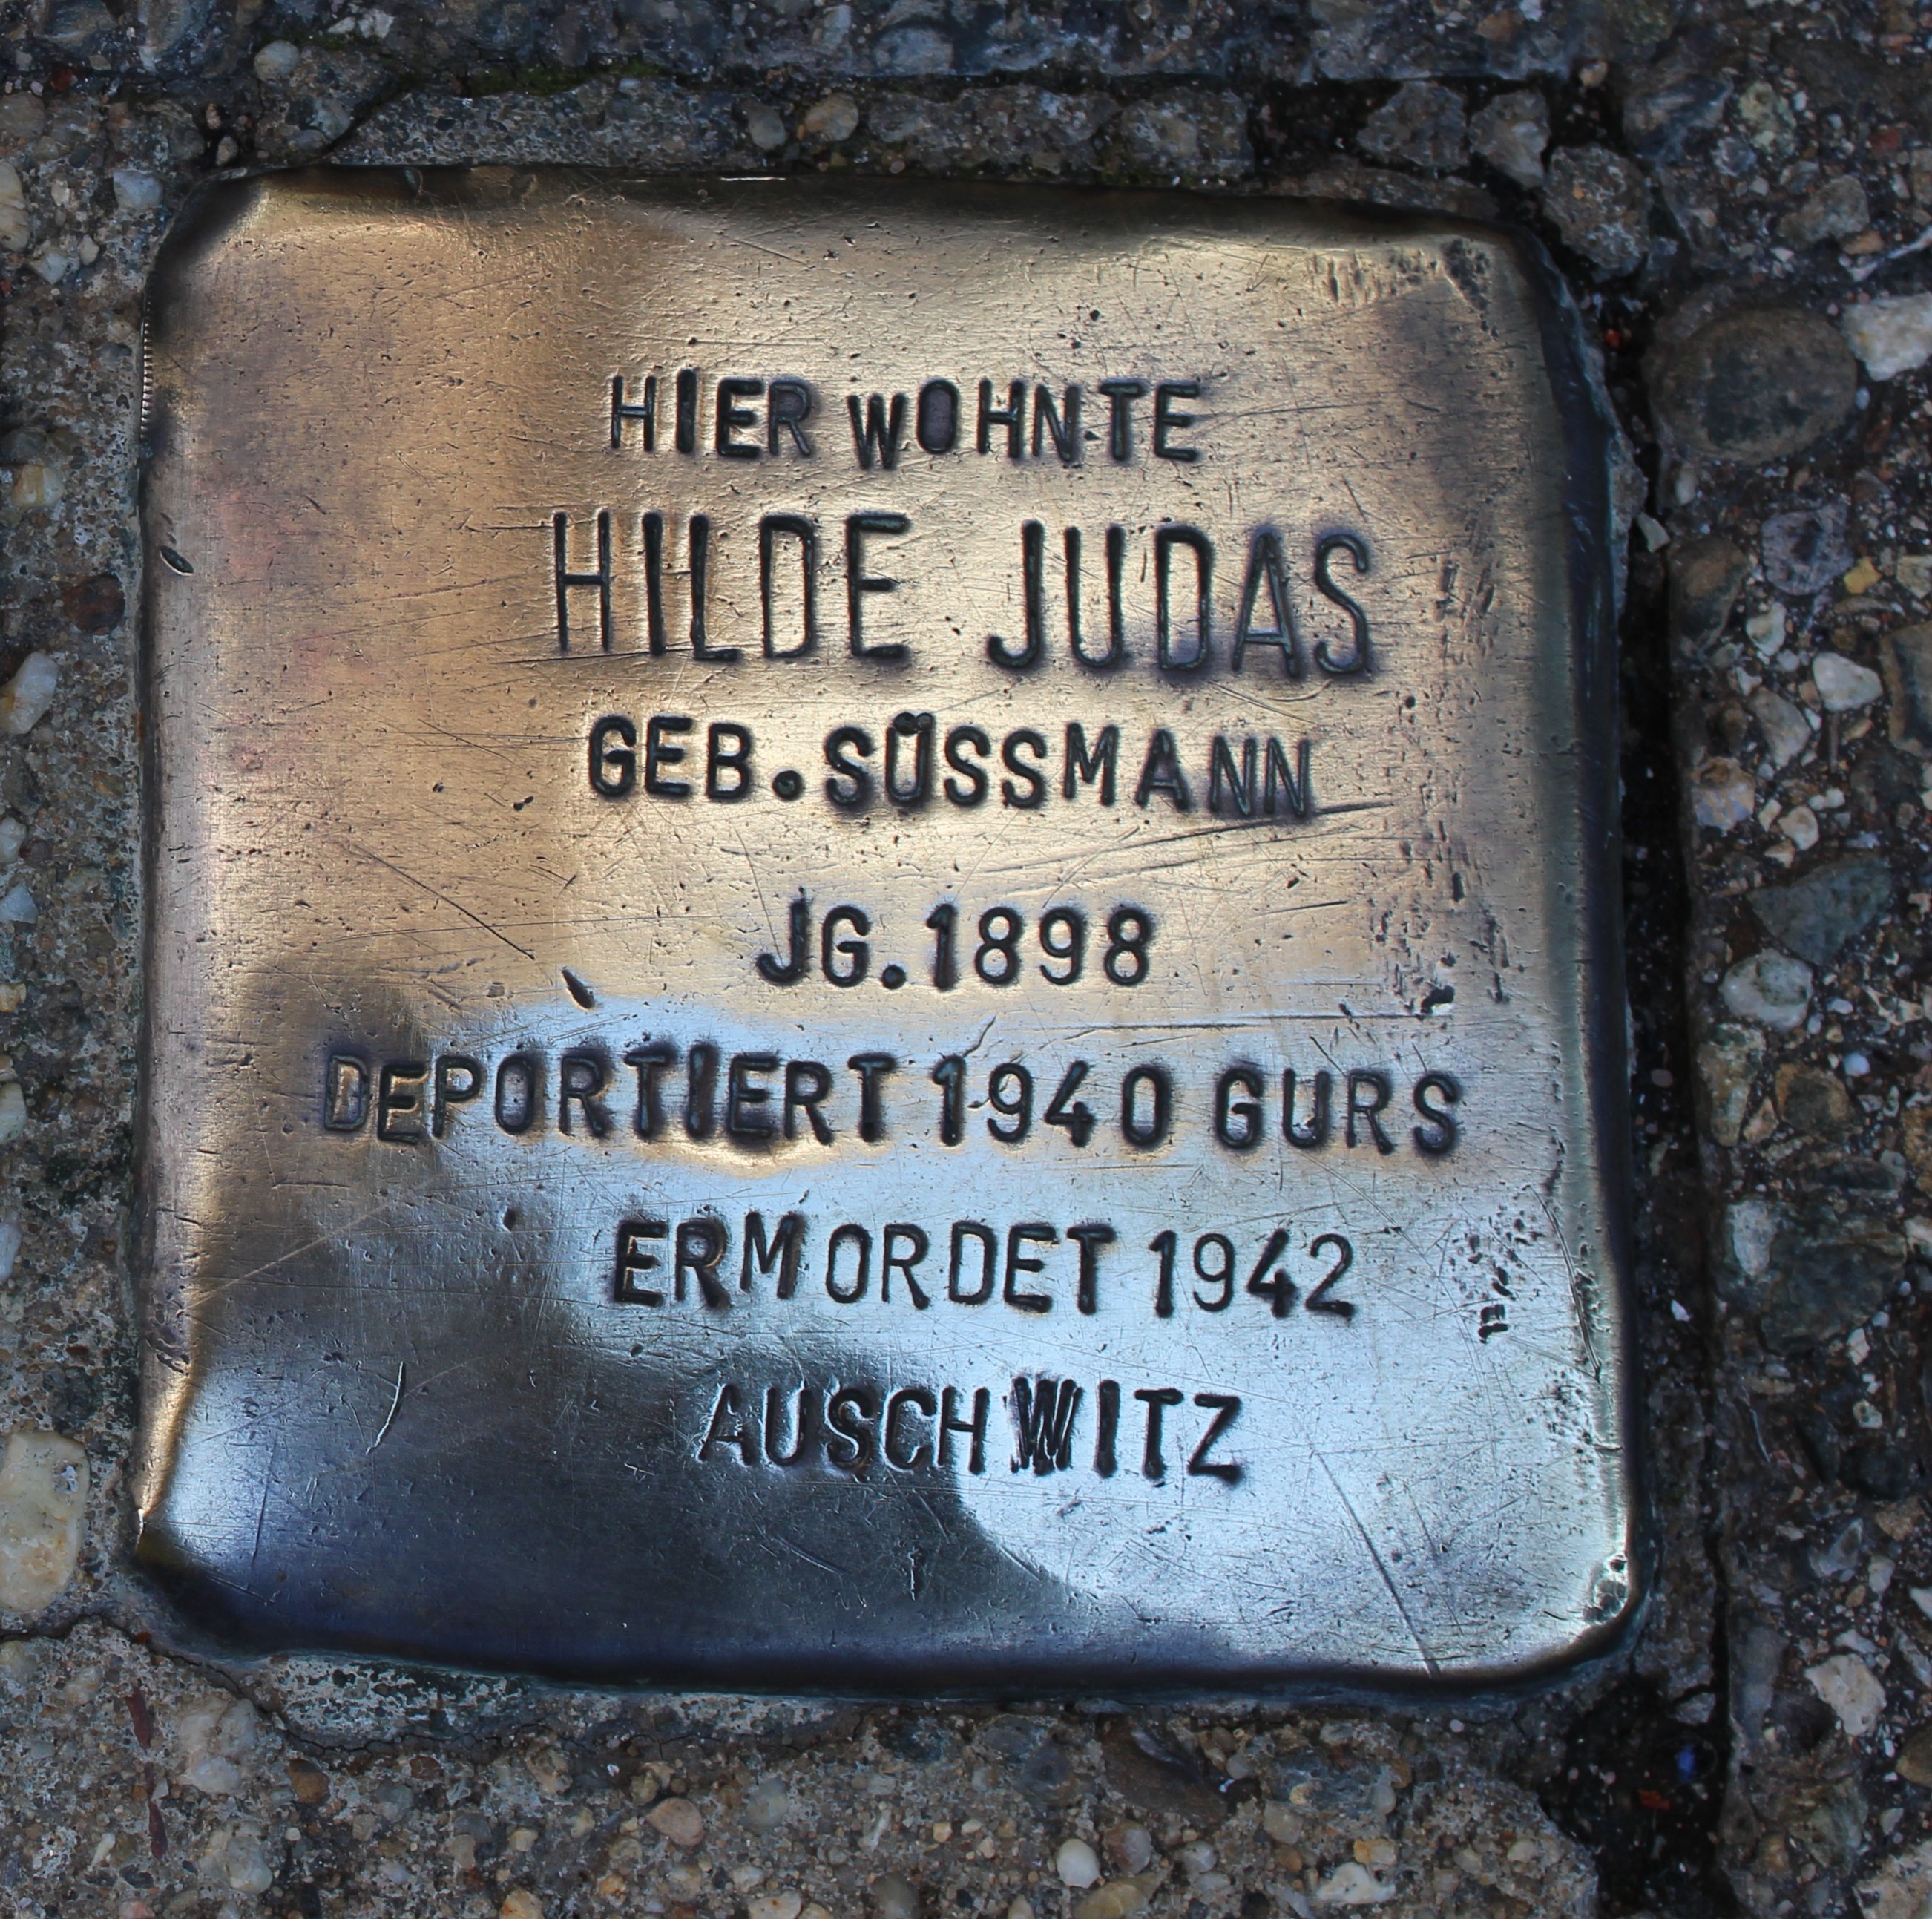 HIER WOHNTE
HILDE JUDAS
GEB. SÜSSMANN
JG. 1898
DEPORTIERT 1940 GURS
ERMORDET 1942
AUSCHWITZ